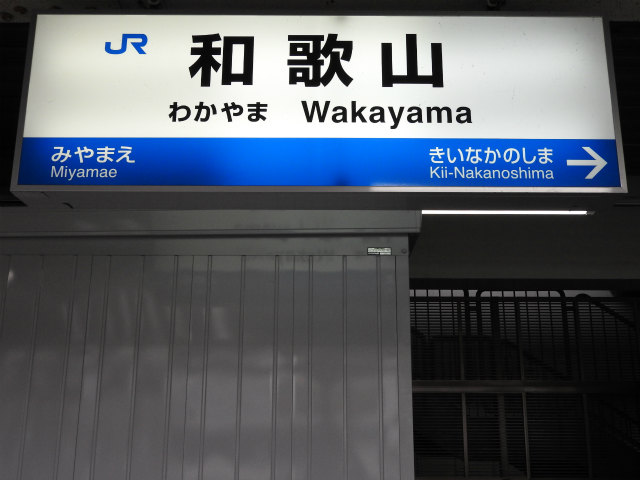 JR 和歌山
わかやま Wakayama
みやまえ きいなかのしま
Miyamae Kii-Nakanoshima